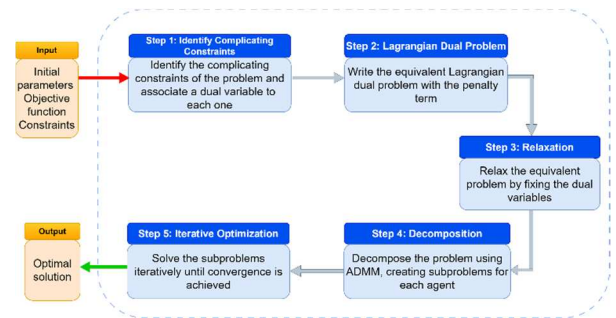 Input
Initial
parameters
Objective
function
Constraints
Step 1: Identify Complicating
Constraints
Identify the complicating
constraints of the problem and
associate a dual variable to
each one
Step 2: Lagrangian Dual Problem
Write the equivalent Lagrangian
dual problem with the penalty
term
Step 3: Relaxation
Relax the equivalent
problem by fixing the dual
variables
Step 4: Decomposition
Decompose the problem using
ADMM, creating subproblems for
each agent
Step 5: Iterative Optimization
Solve the subproblems
iteratively until convergence is
achieved
Output
Optimal
solution